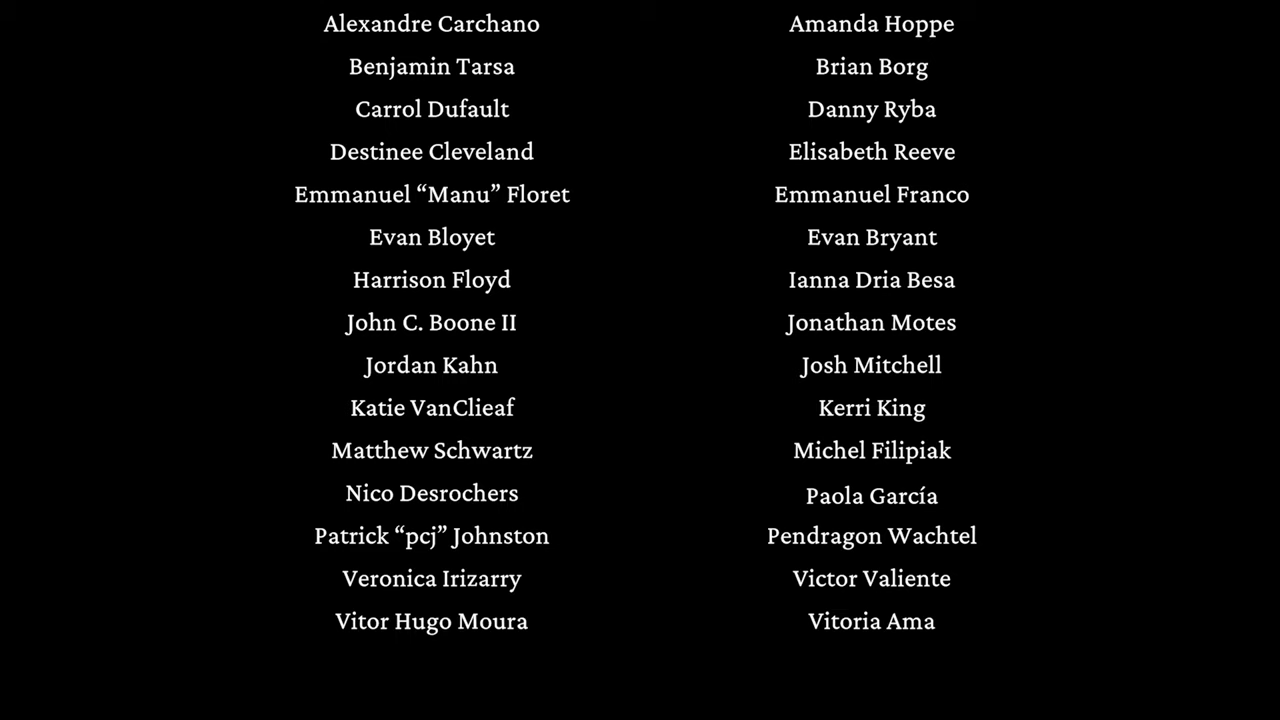 Alexandre Carchano Amanda Hoppe
Benjamin Tarsa Brian Borg
Carrol Dufault Danny Ryba
Destinee Cleveland Elisabeth Reeve
Emmanuel “Manu” Floret Emmanuel Franco
Evan Bloyet Evan Bryant
Harrison Floyd Ianna Dria Besa
John C. Boone II Jonathan Motes
Jordan Kahn Josh Mitchell
Katie VanClieaf Kerri King
Matthew Schwartz Michel Filipiak
Nico Desrochers Paola García
Patrick “pcj” Johnston Pendragon Wachtel
Veronica Irizarry Victor Valiente
Vitor Hugo Moura Vitoria Ama